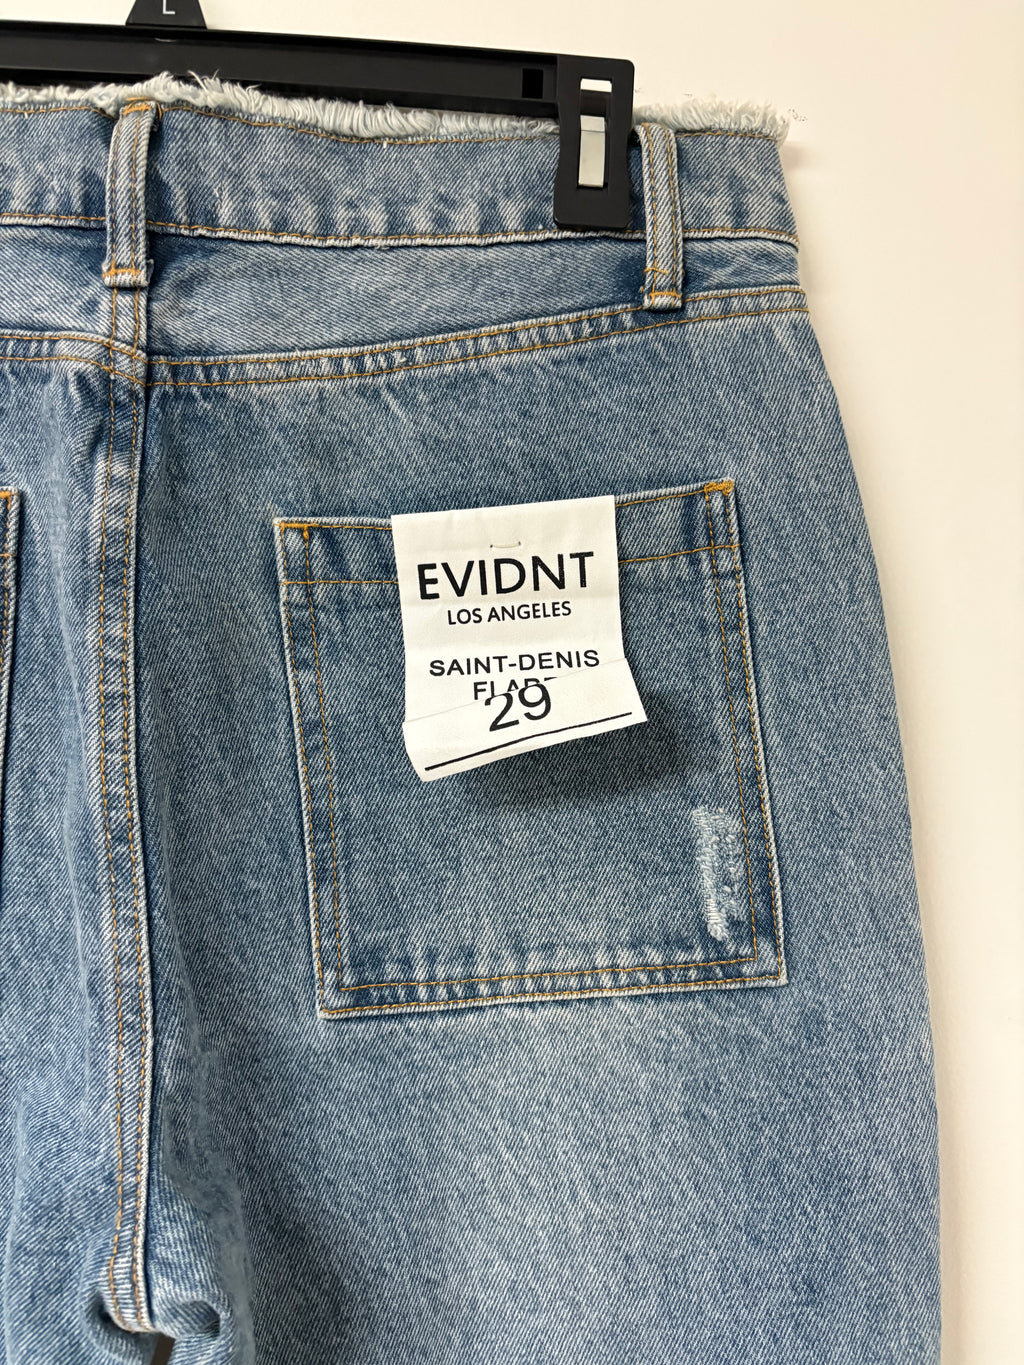 L
EVIDNT
LOS ANGELES
SAINT-DENIS
29